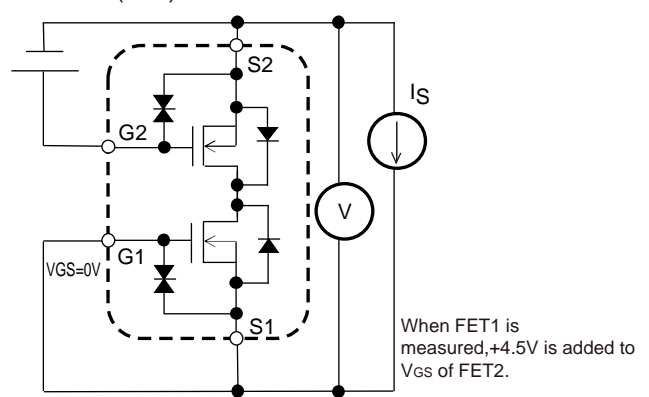 S2
IS
G2
V
G1
VGS=0V
S1
When FET1 is
measured,+4.5V is added to
VGS of FET2.